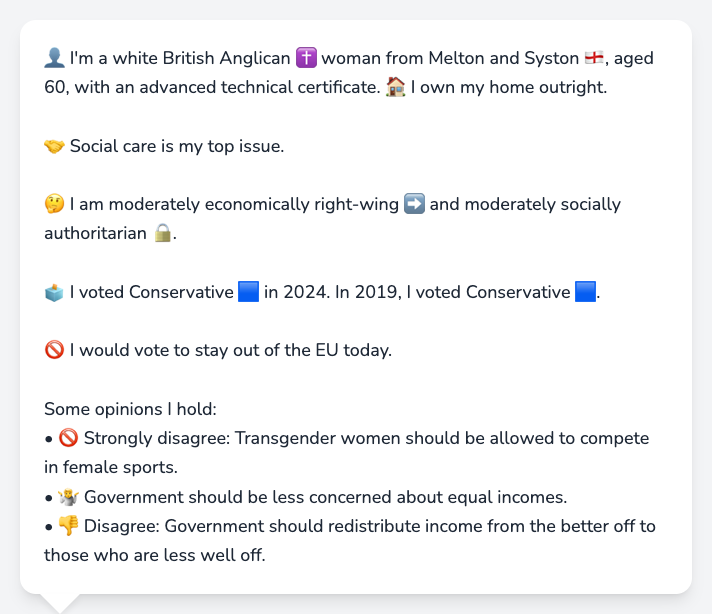 👤 I'm a white British Anglican ✝️ woman from Melton and Syston 🏴󠁧󠁢󠁥󠁮󠁧󠁿, aged
60, with an advanced technical certificate. 🏠 I own my home outright.
🤝 Social care is my top issue.
🤔 I am moderately economically right-wing ➡️ and moderately socially
authoritarian 🔒.
🗳️ I voted Conservative 🟦 in 2024. In 2019, I voted Conservative 🟦.
🚫 I would vote to stay out of the EU today.
Some opinions I hold:
• 🚫 Strongly disagree: Transgender women should be allowed to compete
in female sports.
• 🤷 Government should be less concerned about equal incomes.
• 👎 Disagree: Government should redistribute income from the better off to
those who are less well off.